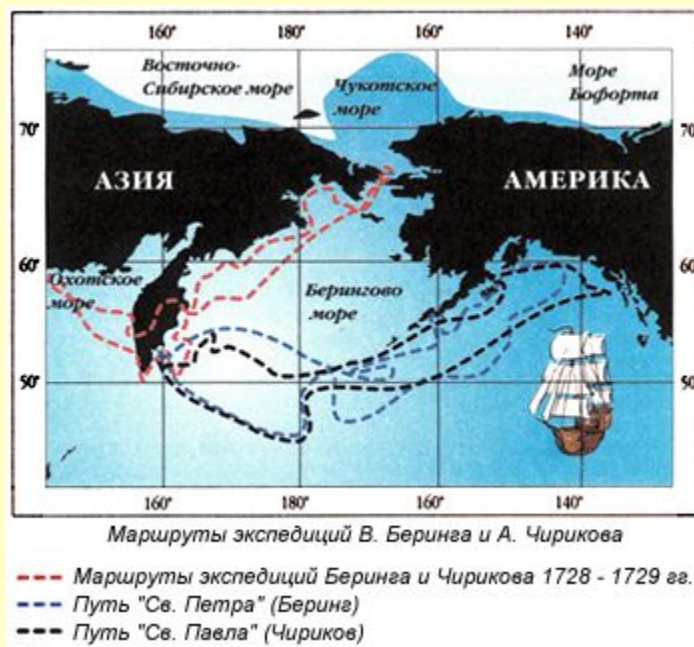 160° 180° 160° 140°
Восточно-
Сибирское море
Чукотское
море
Море
Бофорта
70° 70°
АЗИЯ
АМЕРИКА
60° 60°
Охотское
море
Берингово
море
50° 50°
160° 180° 160° 140°
Маршруты экспедиций В. Беринга и А. Чирикова
Маршруты экспедиций Беринга и Чирикова 1728 - 1729 гг.
Путь "Св. Петра" (Беринг)
Путь "Св. Павла" (Чириков)